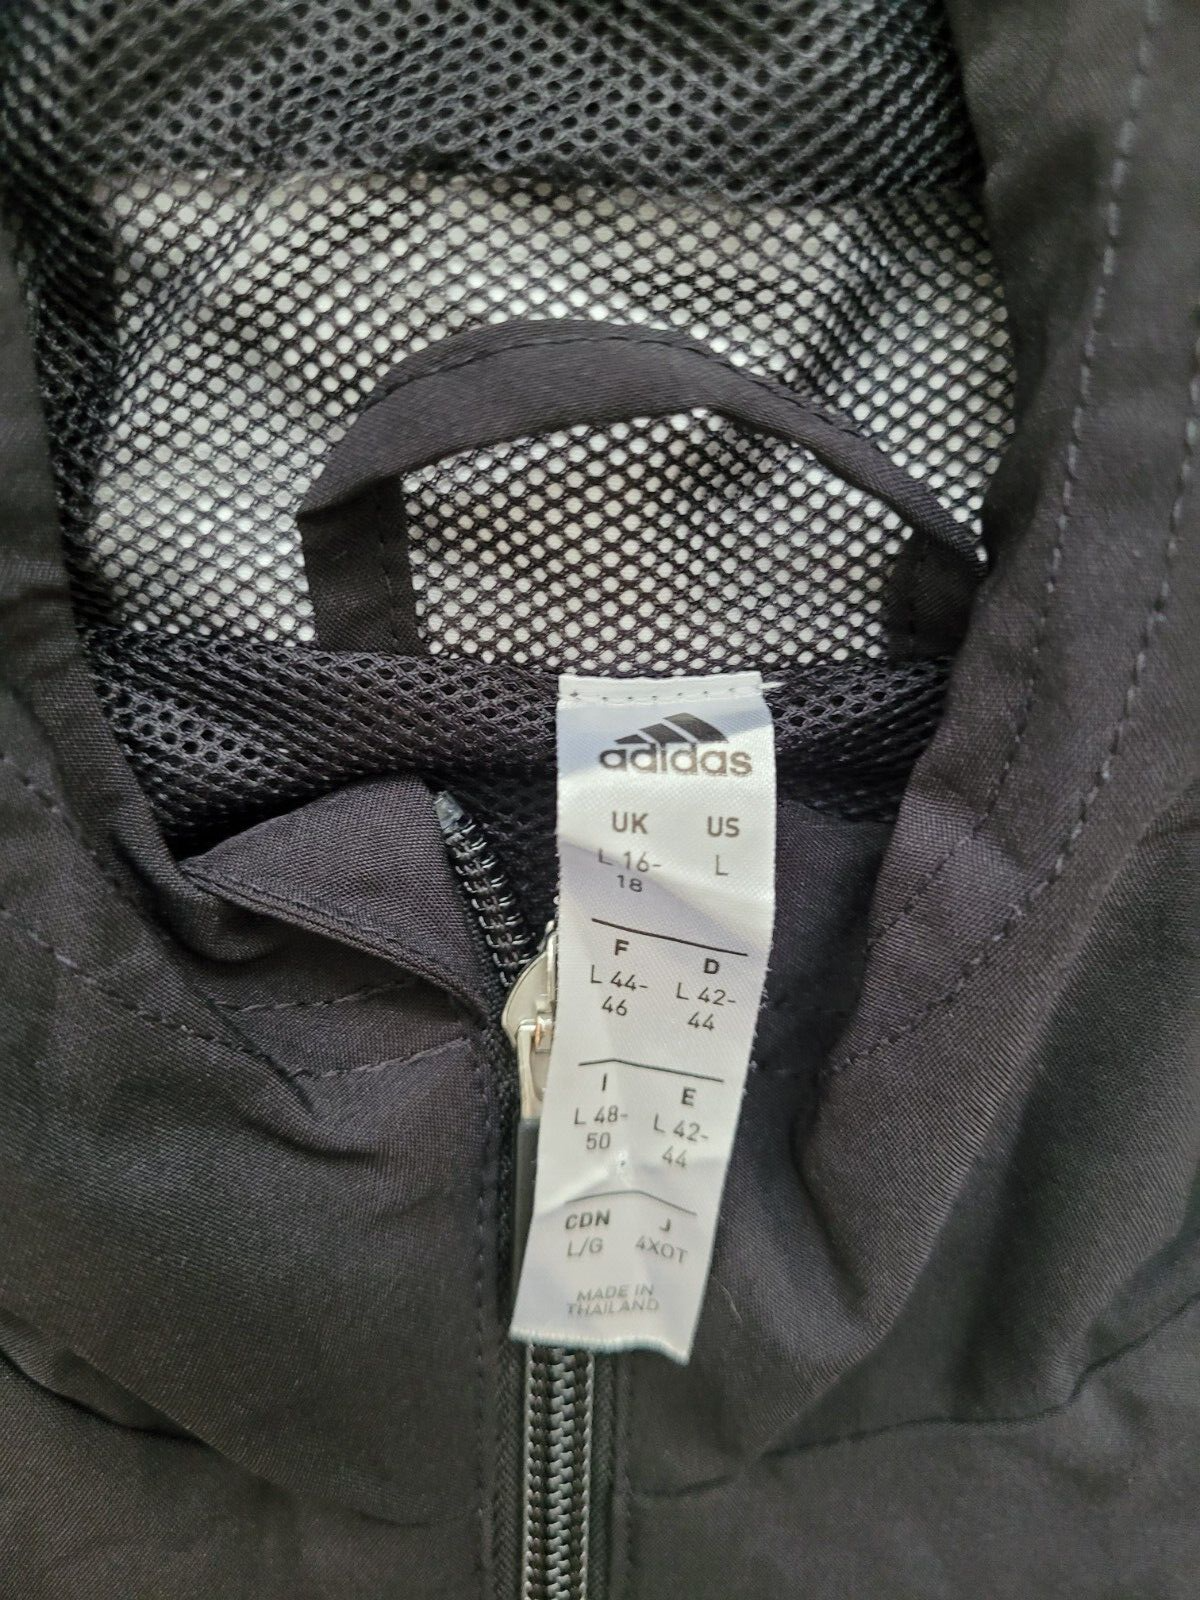 adidas
UK US
L 16- L
18
F D
L 44- L 42-
46 44
I E
L 48- L 42-
50 44
CDN J
L/G 4XOT
MADE IN
THAILAND